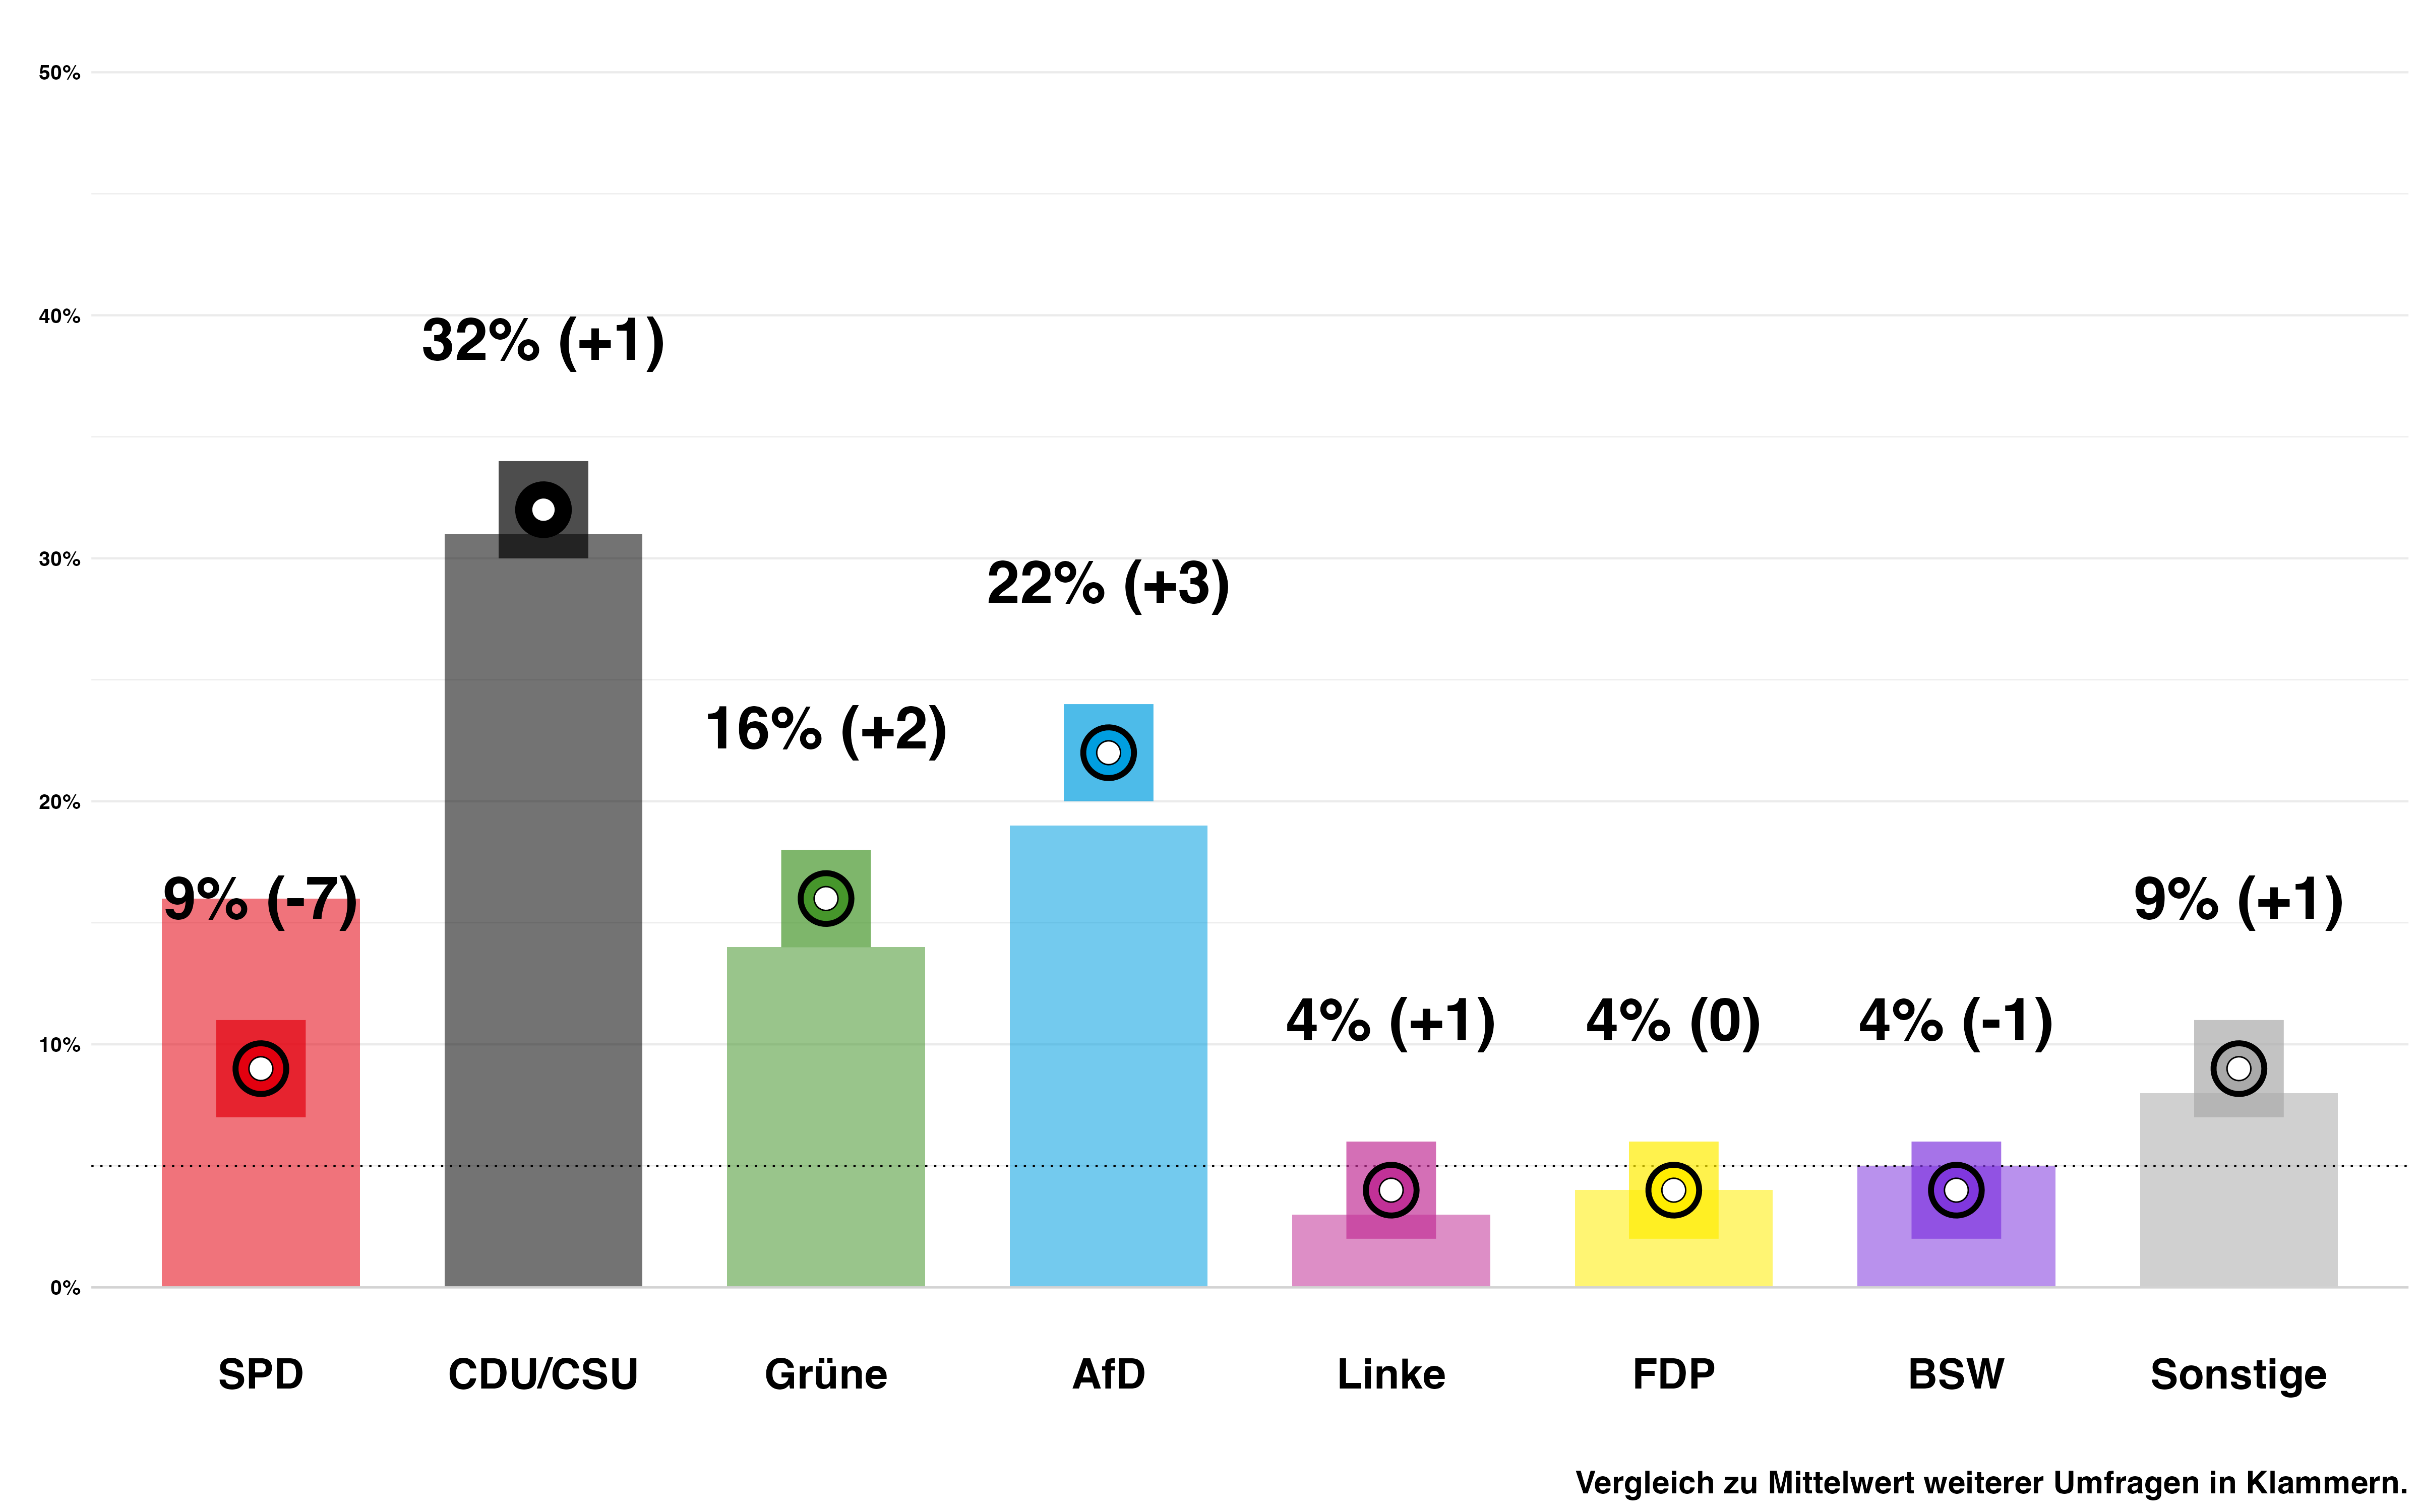 50%
40%
32% (+1)
30%
22% (+3)
16% (+2)
20%
9% (-7)
9% (+1)
4% (+1)
4% (0)
4% (-1)
10%
0%
SPD
CDU/CSU
Grüne
AfD
Linke
FDP
BSW
Sonstige
Vergleich zu Mittelwert weiterer Umfragen in Klammern.